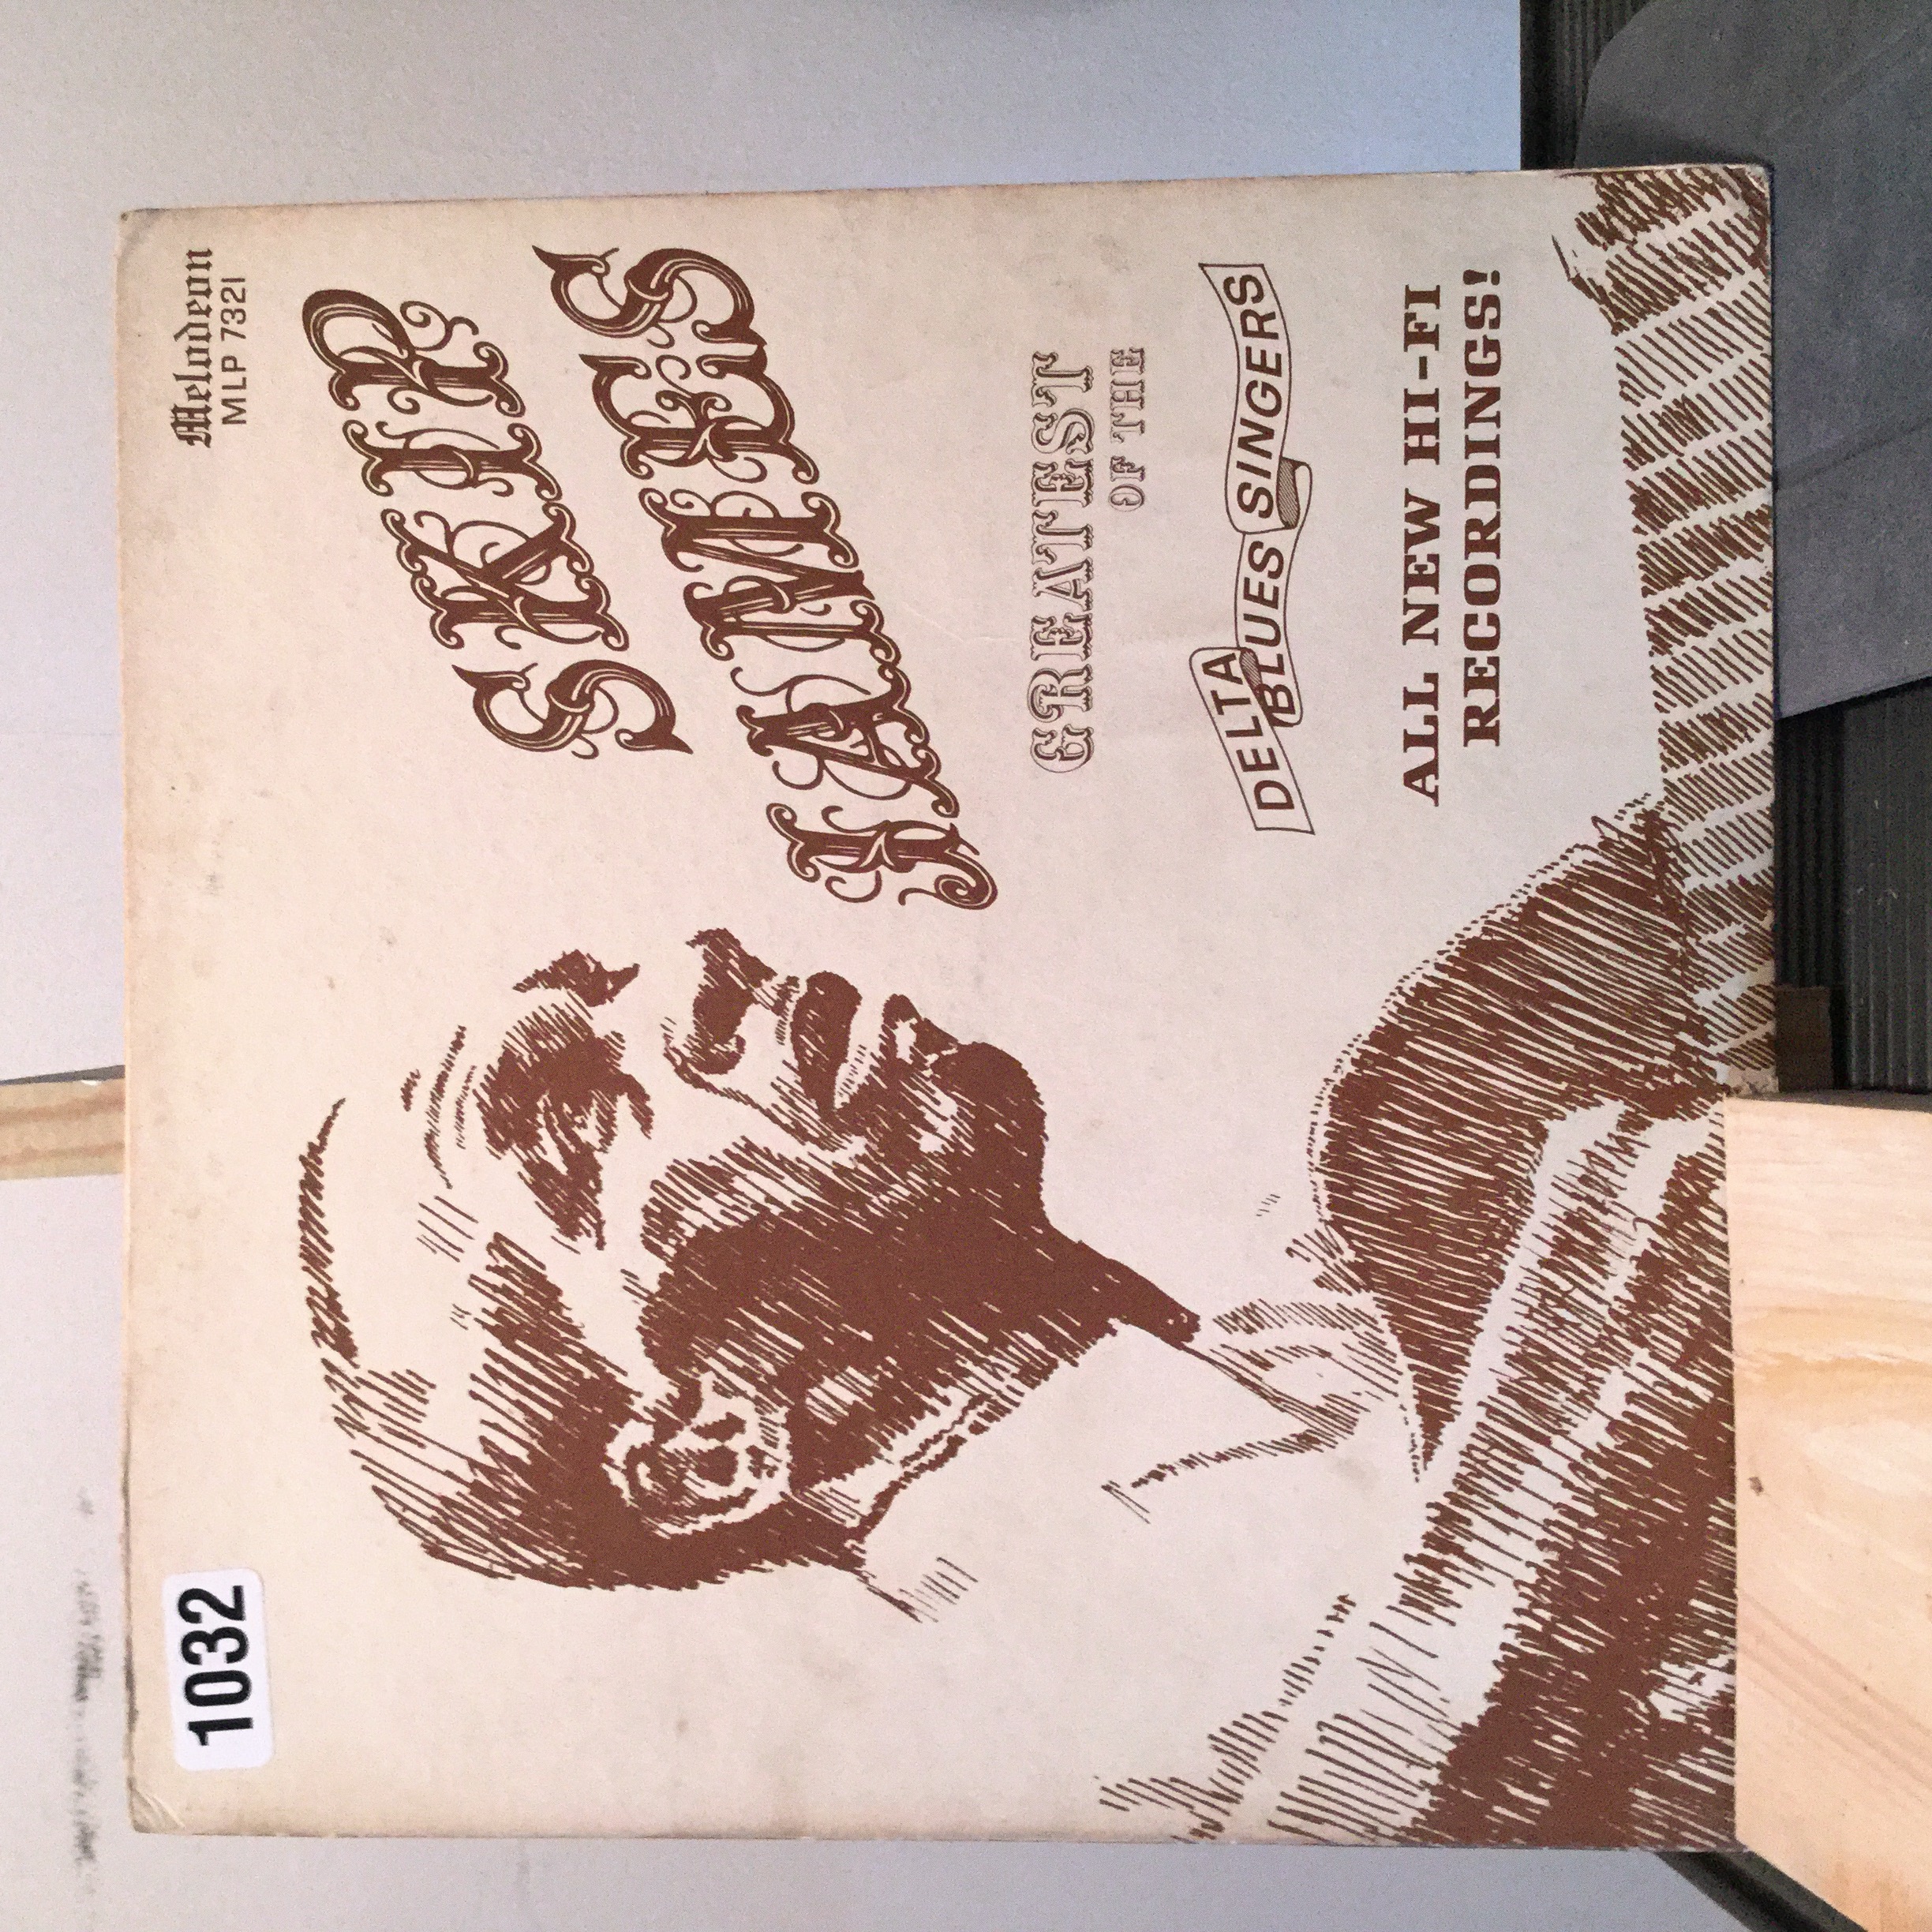 1032
Melodeon
MLP 7321
SKIP
JAMES
GREATEST
OF THE
DELTA
BLUES SINGERS
ALL NEW HI-FI
RECORDINGS!